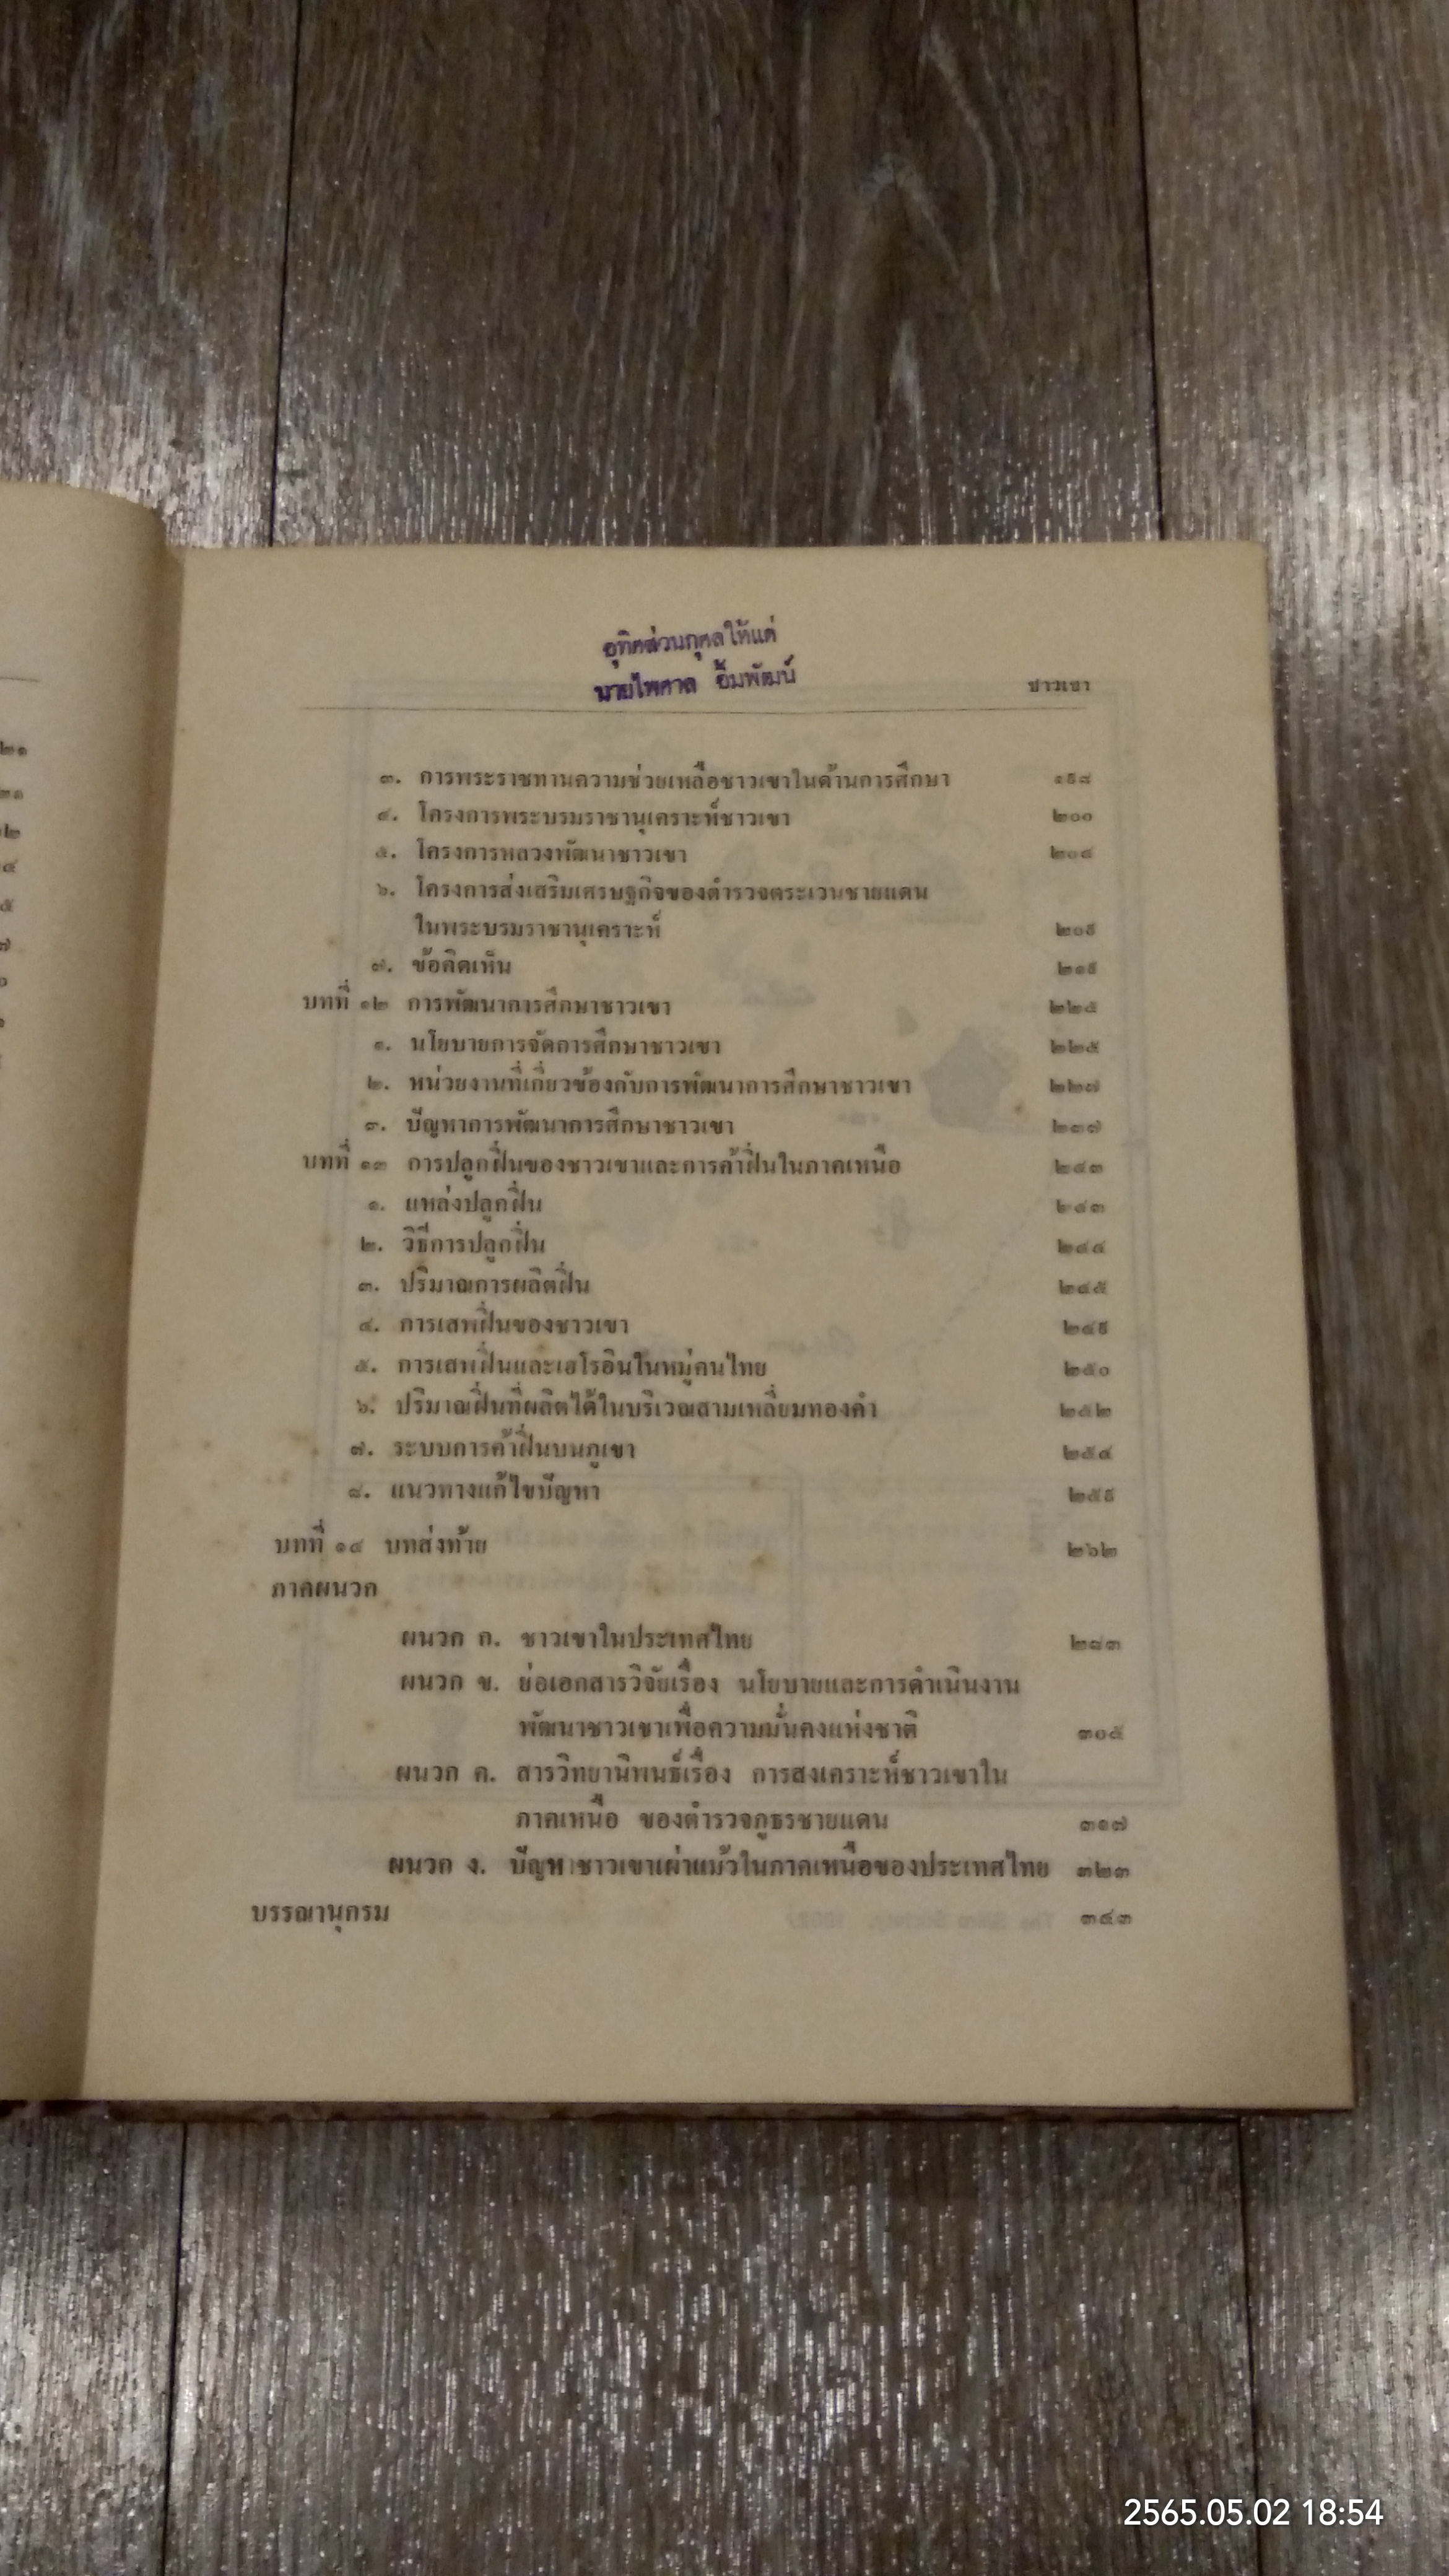 อุทิศส่วนกุศลให้แด่
นายไพศาล อิ่มพัฒน์
ชาวเขา
๓. การพระราชทานความช่วยเหลือชาวเขาในด้านการศึกษา ๑๙๘
๔. โครงการพระบรมราชานุเคราะห์ชาวเขา ๒๐๐
๕. โครงการหลวงพัฒนาชาวเขา ๒๐๔
๖. โครงการส่งเสริมเศรษฐกิจของตำรวจตระเวนชายแดน
ในพระบรมราชานุเคราะห์ ๒๐๙
๗. ข้อคิดเห็น ๒๑๙
บทที่ ๑๒ การพัฒนาการศึกษาชาวเขา ๒๒๕
๑. นโยบายการจัดการศึกษาชาวเขา ๒๒๕
๒. หน่วยงานที่เกี่ยวข้องกับการพัฒนาการศึกษาชาวเขา ๒๒๗
๓. ปัญหาการพัฒนาการศึกษาชาวเขา ๒๓๗
บทที่ ๑๓ การปลูกฝิ่นของชาวเขาและการค้าฝิ่นในภาคเหนือ ๒๔๓
๑. แหล่งปลูกฝิ่น ๒๔๓
๒. วิธีการปลูกฝิ่น ๒๔๔
๓. ปริมาณการผลิตฝิ่น ๒๔๕
๔. การเสพฝิ่นของชาวเขา ๒๔๙
๕. การเสพฝิ่นและเฮโรอินในหมู่คนไทย ๒๕๐
๖. ปริมาณฝิ่นที่ผลิตได้ในบริเวณสามเหลี่ยมทองคำ ๒๕๒
๗. ระบบการค้าฝิ่นบนภูเขา ๒๕๔
๘. แนวทางแก้ไขปัญหา ๒๕๙
บทที่ ๑๔ บทส่งท้าย ๒๖๒
ภาคผนวก
ผนวก ก. ชาวเขาในประเทศไทย ๒๘๓
ผนวก ข. ย่อเอกสารวิจัยเรื่อง นโยบายและการดำเนินงาน
พัฒนาชาวเขาเพื่อความมั่นคงแห่งชาติ ๓๐๕
ผนวก ค. สารวิทยานิพนธ์เรื่อง การสงเคราะห์ชาวเขาใน
ภาคเหนือ ของตำรวจภูธรชายแดน ๓๑๗
ผนวก ง. ปัญหาชาวเขาเผ่าแม้วในภาคเหนือของประเทศไทย ๓๒๓
บรรณานุกรม ๓๔๓
2565.05.02 18:54